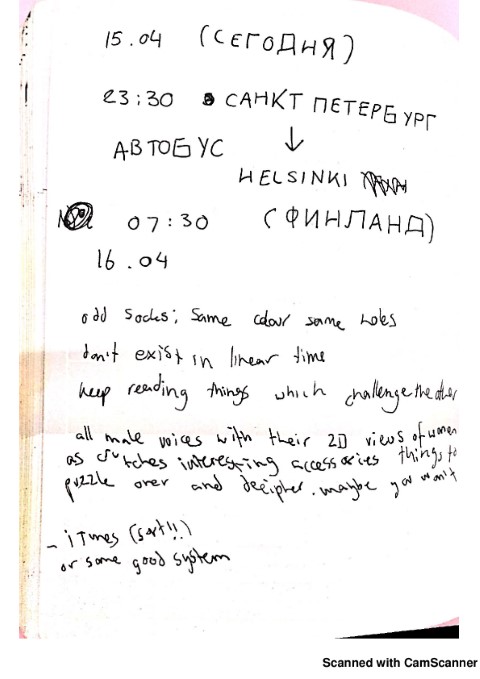 15.04 (СЕГОДНЯ)
23:30 САНКТ ПЕТЕРБУРГ
АВТОБУС ↓
HELSINKI
07:30 (ФИНЛАНД)
16.04
odd socks; same colour same holes
don't exist in linear time
keep reading things which challenge the other
all male voices with their 2D views of women
as crutches interesting accessories things to
puzzle over and decipher. maybe you won't
- iTunes (sort!!)
or some good system
Scanned with CamScanner